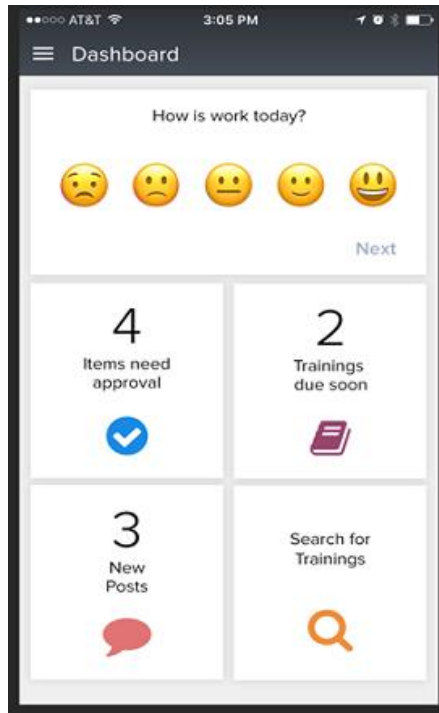 AT&T 3:05 PM
Dashboard
How is work today?
Next
4
Items need
approval
2
Trainings
due soon
3
New
Posts
Search for
Trainings